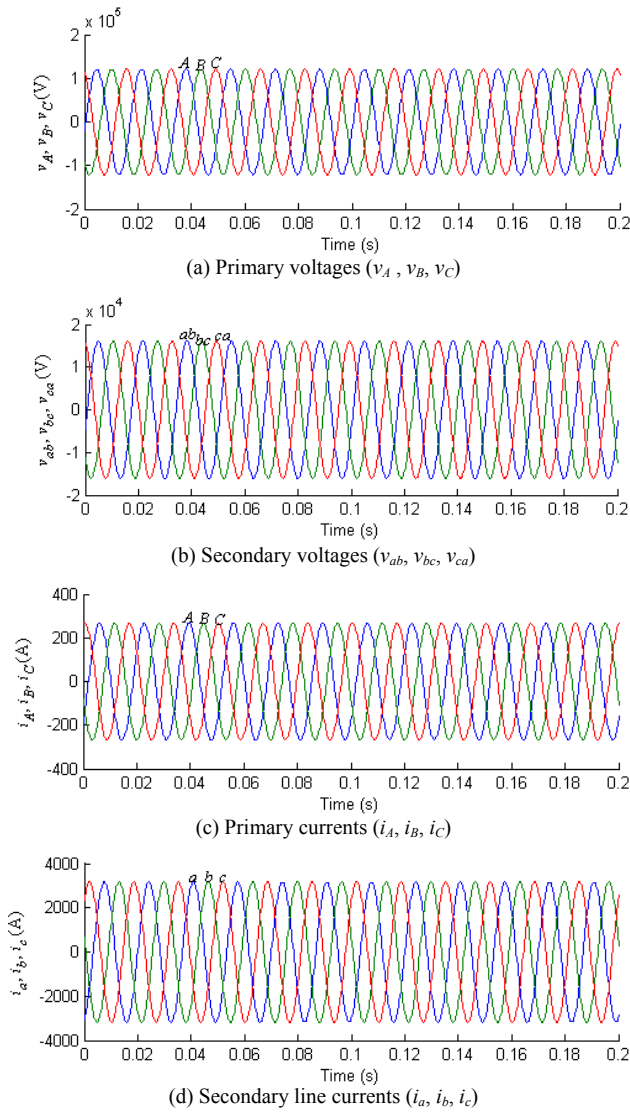 x 10^5
2
1
0
-1
-2
v_A, v_B, v_C(V)
A B C
0 0.02 0.04 0.06 0.08 0.1 0.12 0.14 0.16 0.18 0.2
Time (s)
(a) Primary voltages (v_A , v_B, v_C)
x 10^4
2
1
0
-1
-2
v_ab, v_bc, v_ca(V)
ab bc ca
0 0.02 0.04 0.06 0.08 0.1 0.12 0.14 0.16 0.18 0.2
Time (s)
(b) Secondary voltages (v_ab, v_bc, v_ca)
400
200
0
-200
-400
i_A, i_B, i_C(A)
A B C
0 0.02 0.04 0.06 0.08 0.1 0.12 0.14 0.16 0.18 0.2
Time (s)
(c) Primary currents (i_A, i_B, i_C)
4000
2000
0
-2000
-4000
i_a, i_b, i_c(A)
a b c
0 0.02 0.04 0.06 0.08 0.1 0.12 0.14 0.16 0.18 0.2
Time (s)
(d) Secondary line currents (i_a, i_b, i_c)